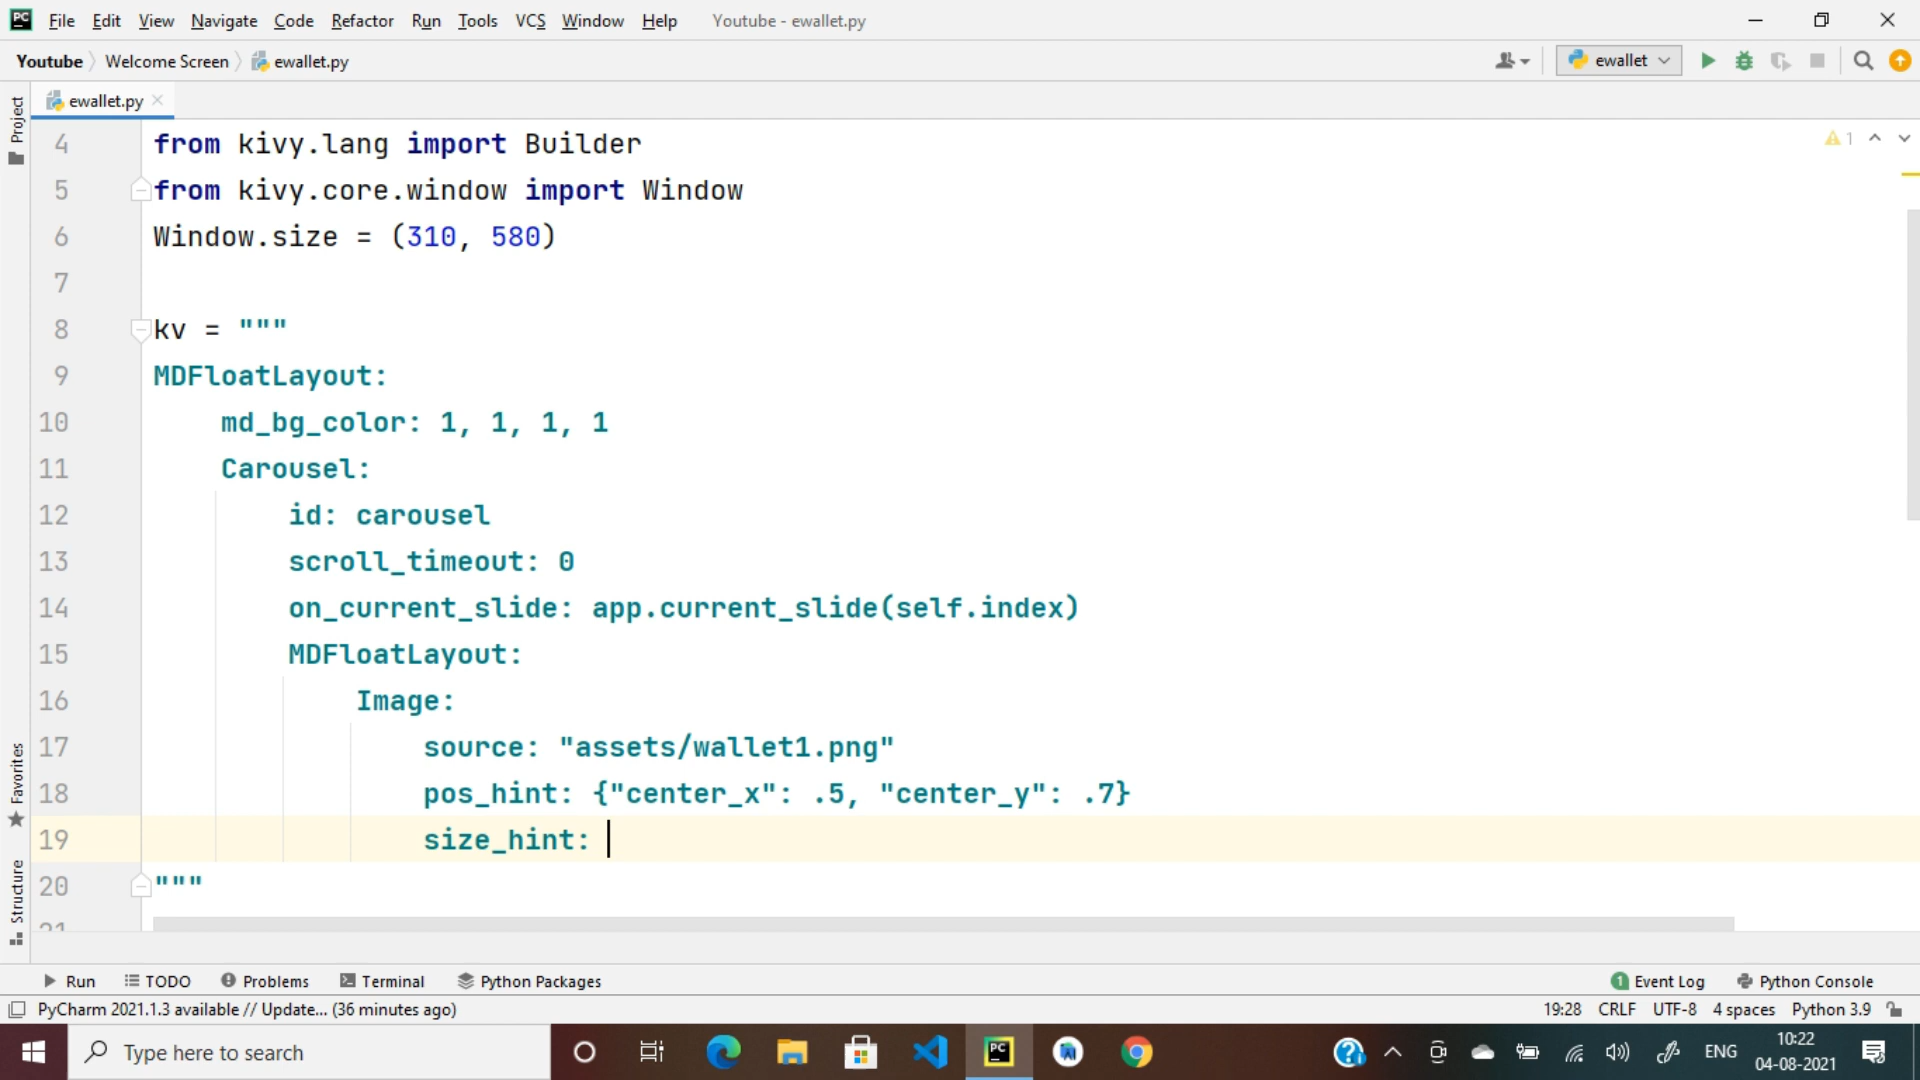 File Edit View Navigate Code Refactor Run Tools VCS Window Help Youtube - ewallet.py
Youtube Welcome Screen ewallet.py ewallet
ewallet.py
Project
4 from kivy.lang import Builder
1
5 from kivy.core.window import Window
6 Window.size = (310, 580)
7
8 kv = """
9 MDFloatLayout:
10 md_bg_color: 1, 1, 1, 1
11 Carousel:
12 id: carousel
13 scroll_timeout: 0
14 on_current_slide: app.current_slide(self.index)
15 MDFloatLayout:
16 Image:
17 source: "assets/wallet1.png"
18 pos_hint: {"center_x": .5, "center_y": .7}
19 size_hint:
20 """
21
Favorites
Structure
Run TODO Problems Terminal Python Packages 1 Event Log Python Console
PyCharm 2021.1.3 available // Update... (36 minutes ago) 19:28 CRLF UTF-8 4 spaces Python 3.9
Type here to search ENG 10:22
04-08-2021